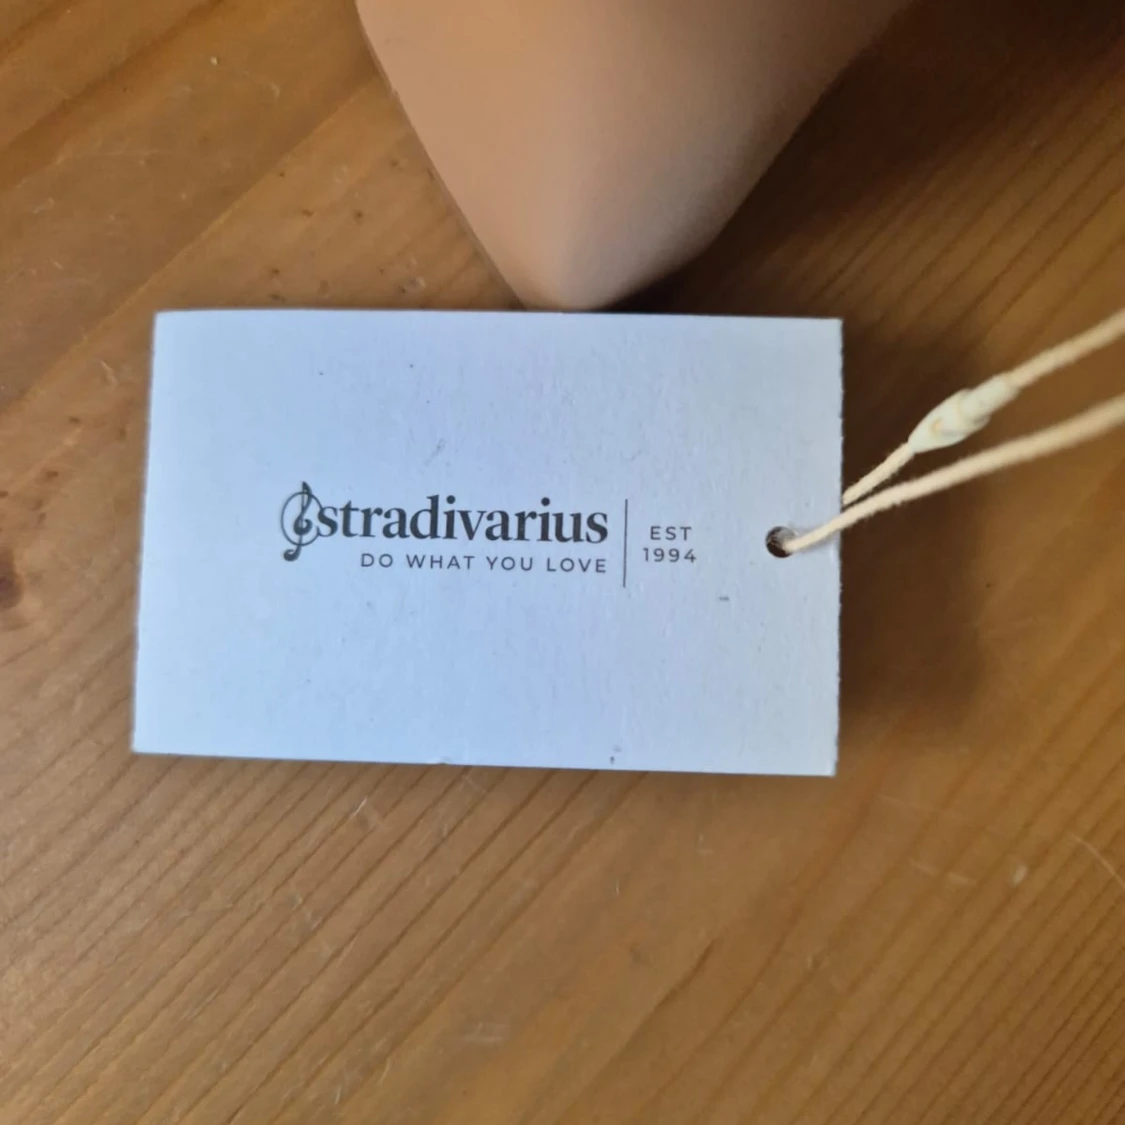 stradivarius
DO WHAT YOU LOVE
EST
1994